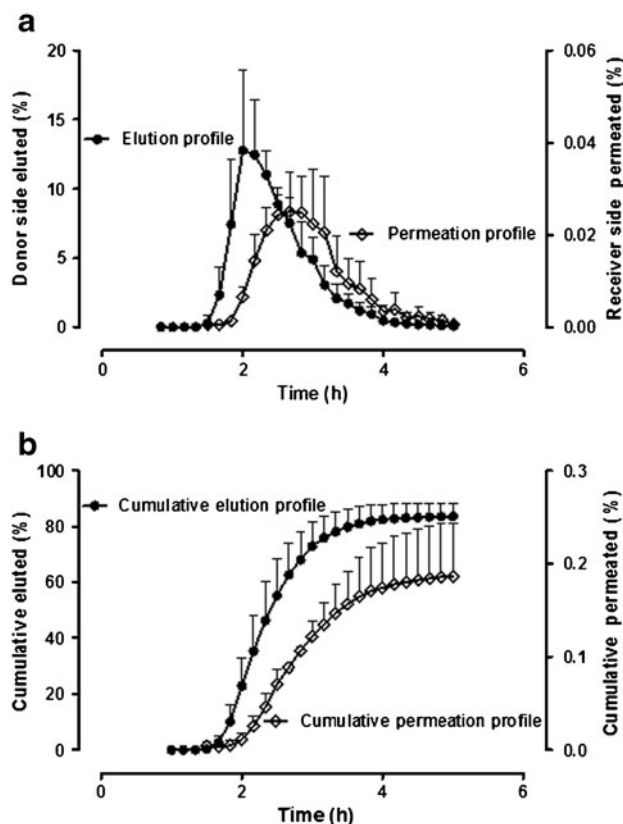 a
20
15
10
5
0
Donor side eluted (%)
0.06
0.04
0.02
0.00
Receiver side permeated (%)
Elution profile
Permeation profile
0
2
4
6
Time (h)
b
100
80
60
40
20
0
Cumulative eluted (%)
0.3
0.2
0.1
0.0
Cumulative permeated (%)
Cumulative elution profile
Cumulative permeation profile
0
2
4
6
Time (h)